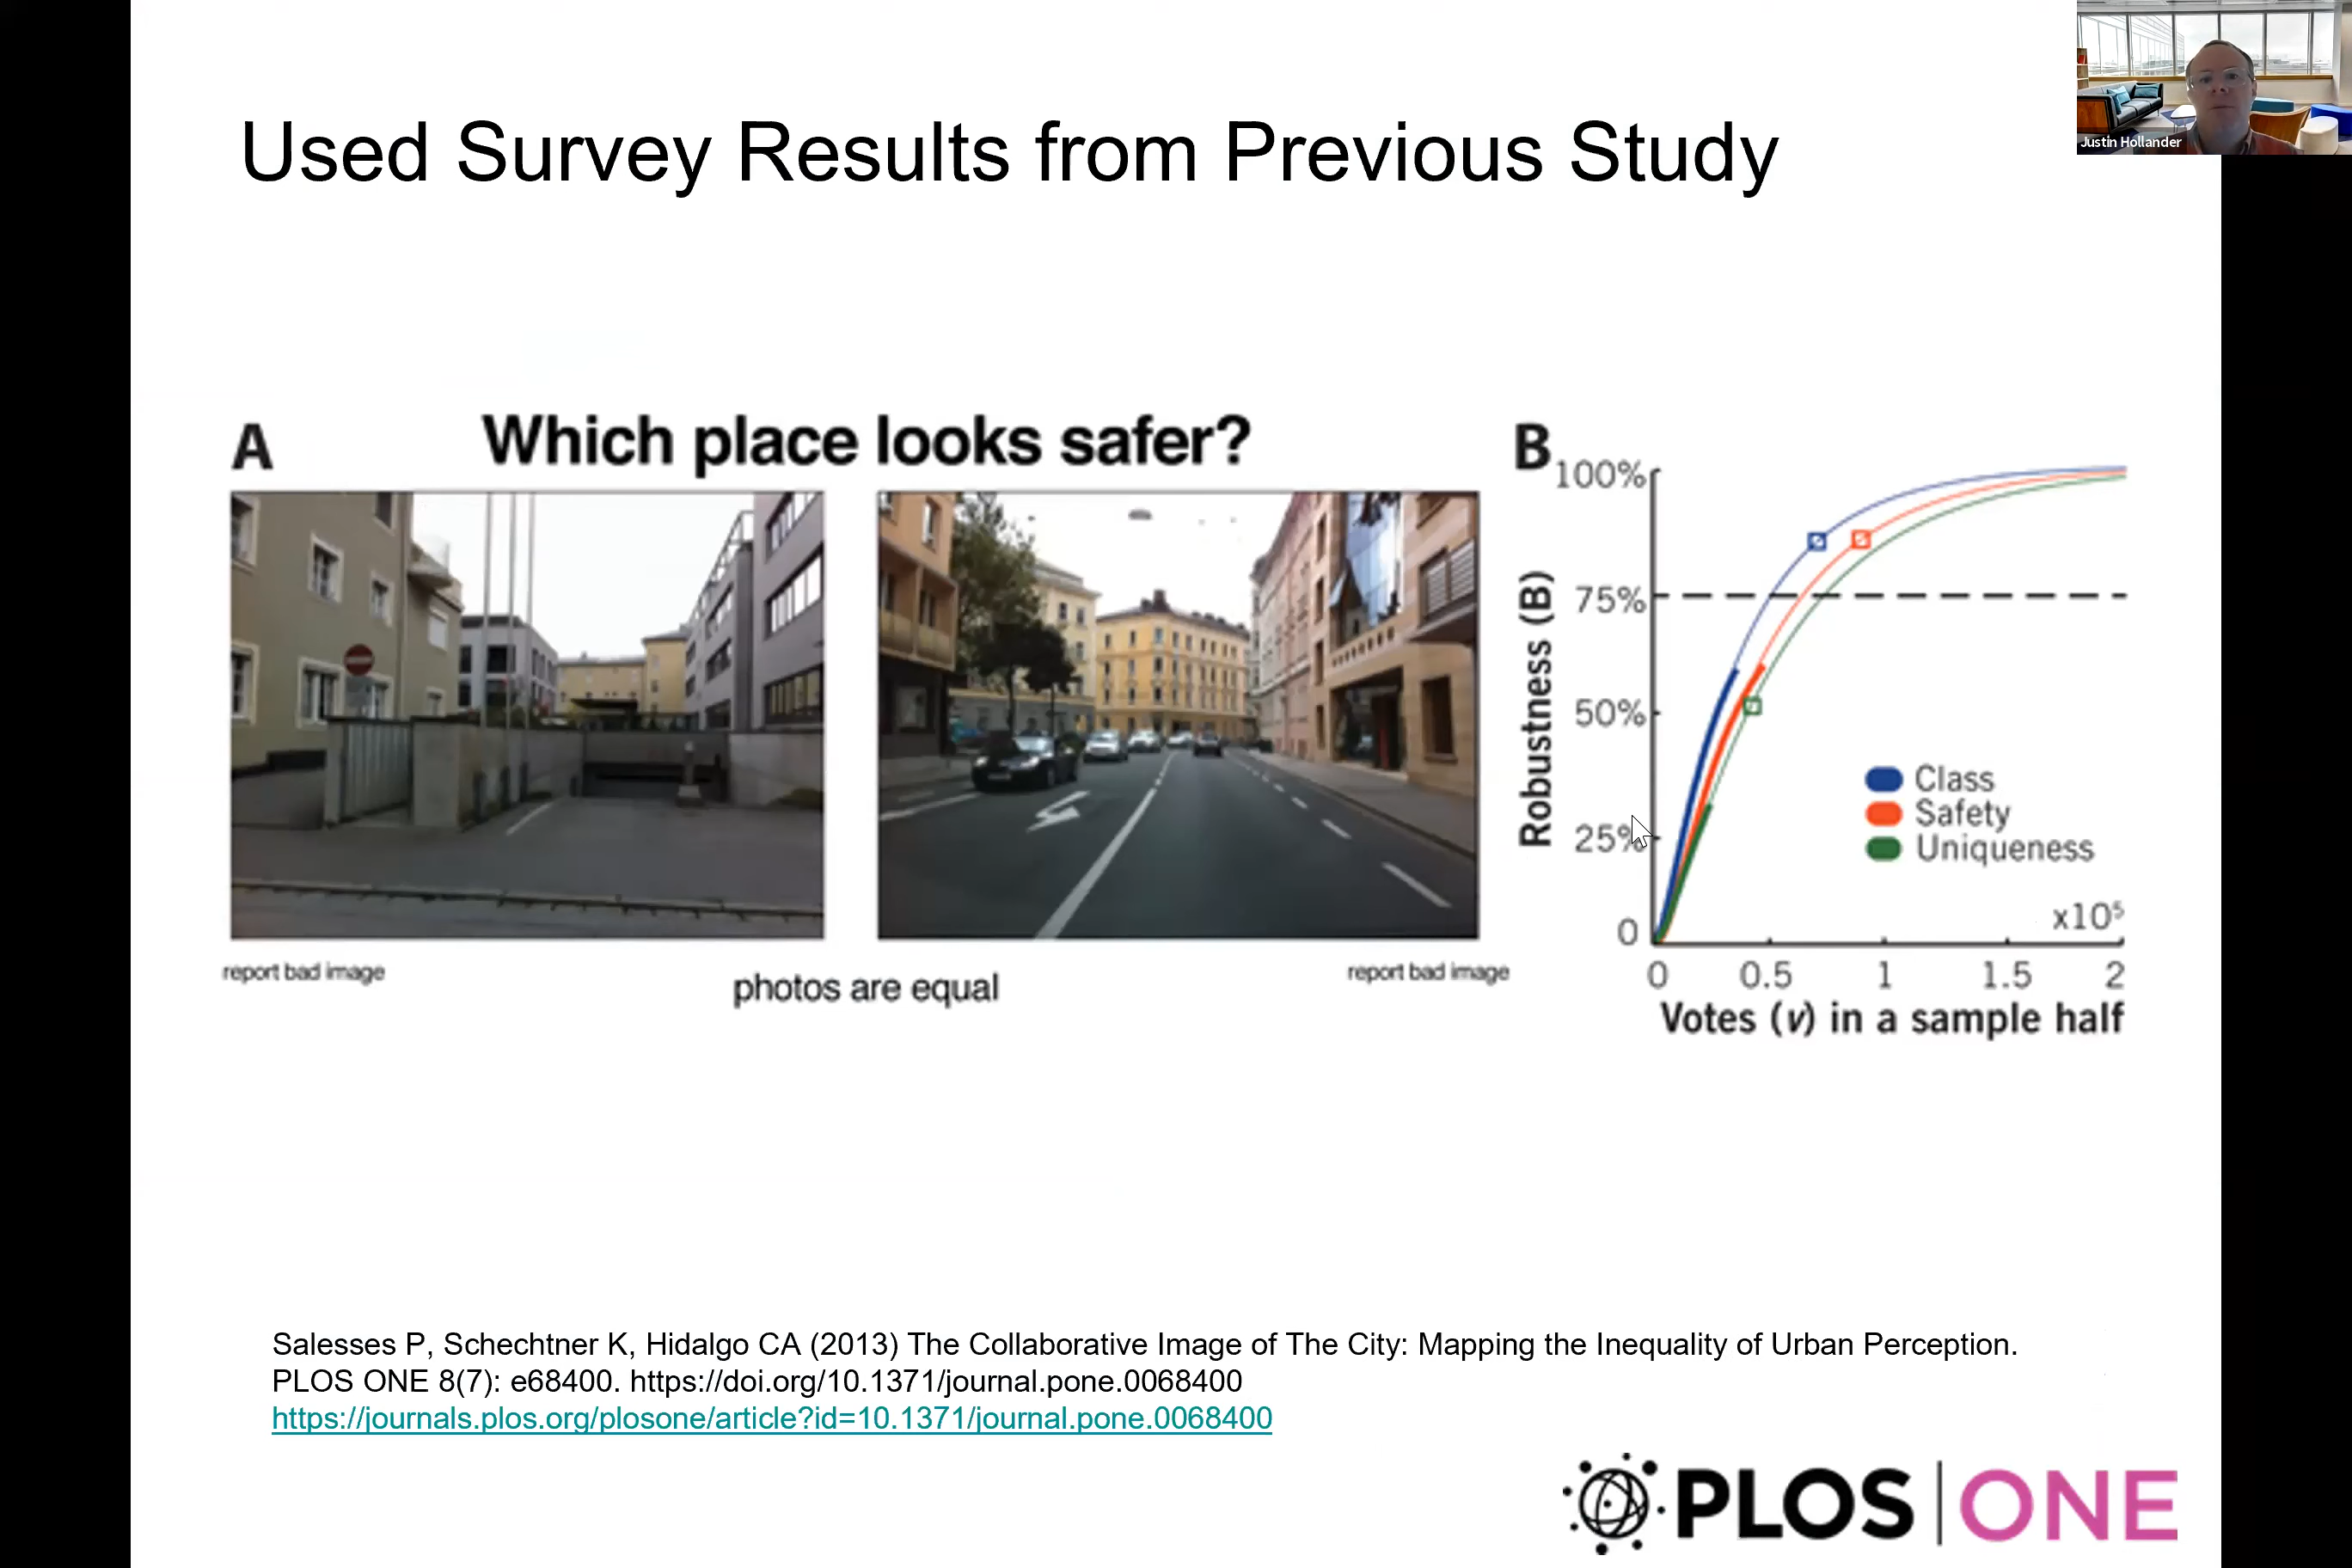 Justin Hollander
Used Survey Results from Previous Study
A
Which place looks safer?
report bad image
photos are equal
report bad image
B
Robustness (B)
100%
75%
50%
25%
0
Class
Safety
Uniqueness
x10⁵
0 0.5 1 1.5 2
Votes (v) in a sample half
Salesses P, Schechtner K, Hidalgo CA (2013) The Collaborative Image of The City: Mapping the Inequality of Urban Perception.
PLOS ONE 8(7): e68400. https://doi.org/10.1371/journal.pone.0068400
https://journals.plos.org/plosone/article?id=10.1371/journal.pone.0068400
PLOS | ONE